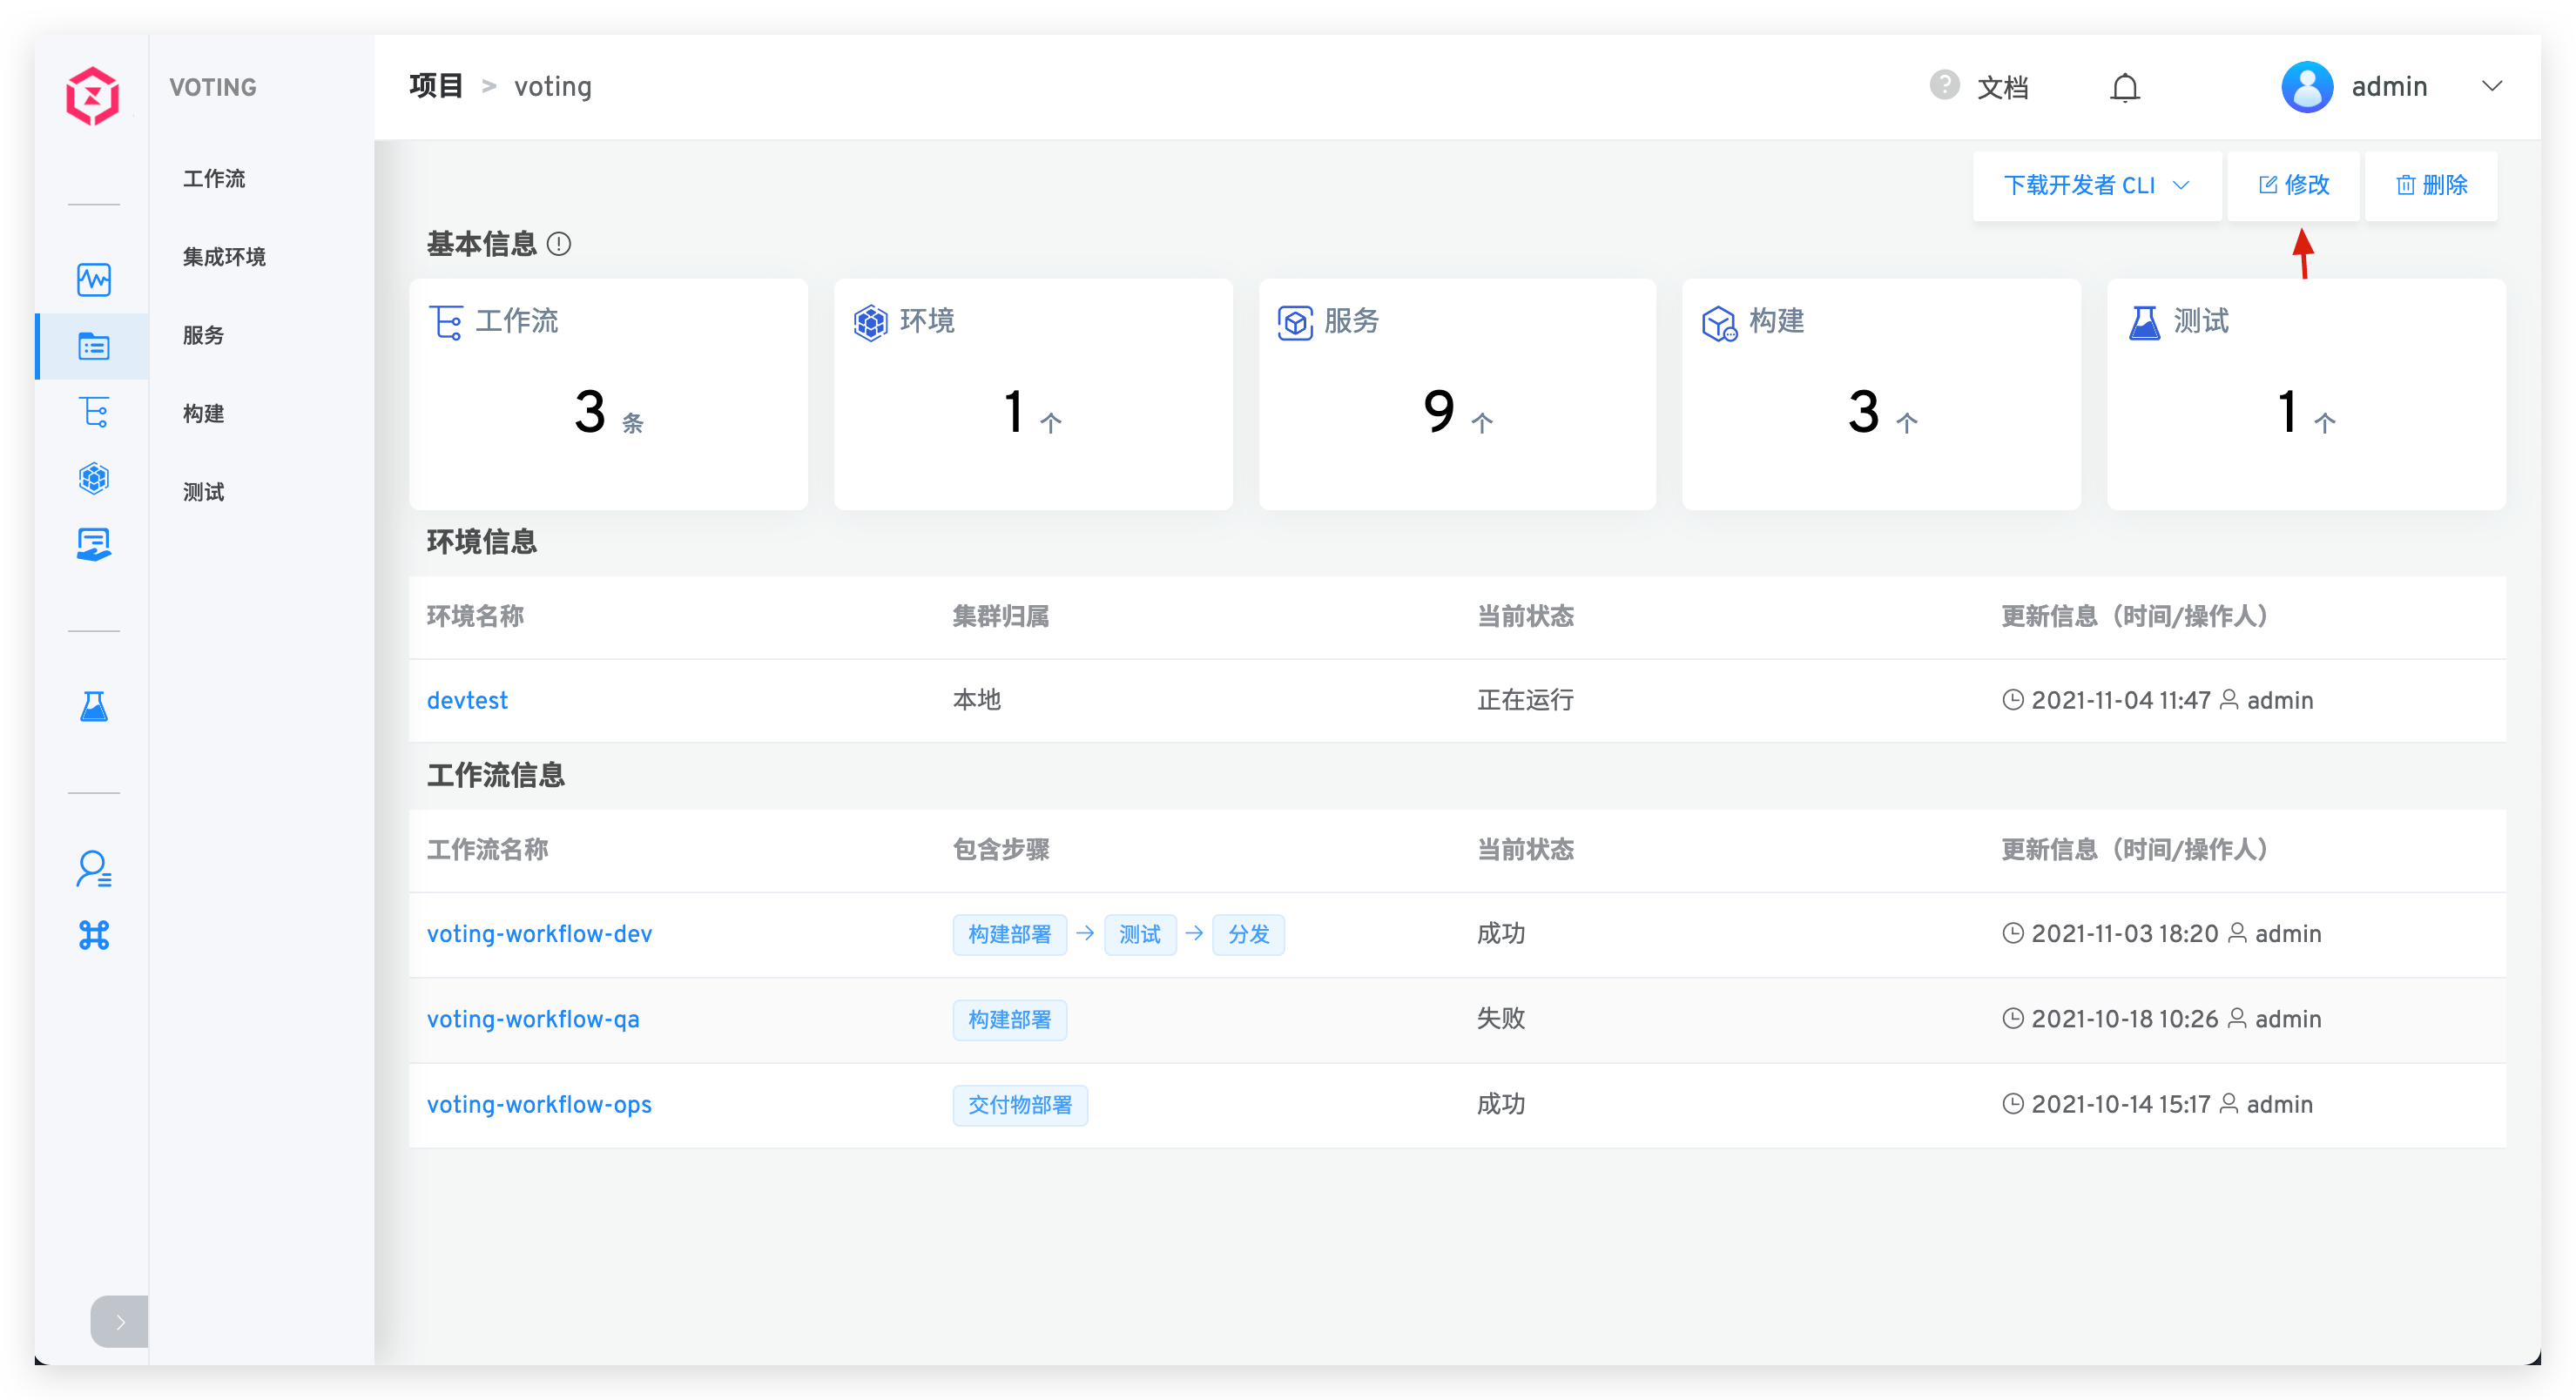 VOTING
工作流
集成环境
服务
构建
测试
项目 > voting
? 文档
admin
下载开发者 CLI
修改
删除
基本信息
工作流
3 条
环境
1 个
服务
9 个
构建
3 个
测试
1 个
环境信息
环境名称 集群归属 当前状态 更新信息（时间/操作人）
devtest 本地 正在运行 2021-11-04 11:47 admin
工作流信息
工作流名称 包含步骤 当前状态 更新信息（时间/操作人）
voting-workflow-dev 构建部署 → 测试 → 分发 成功 2021-11-03 18:20 admin
voting-workflow-qa 构建部署 失败 2021-10-18 10:26 admin
voting-workflow-ops 交付物部署 成功 2021-10-14 15:17 admin